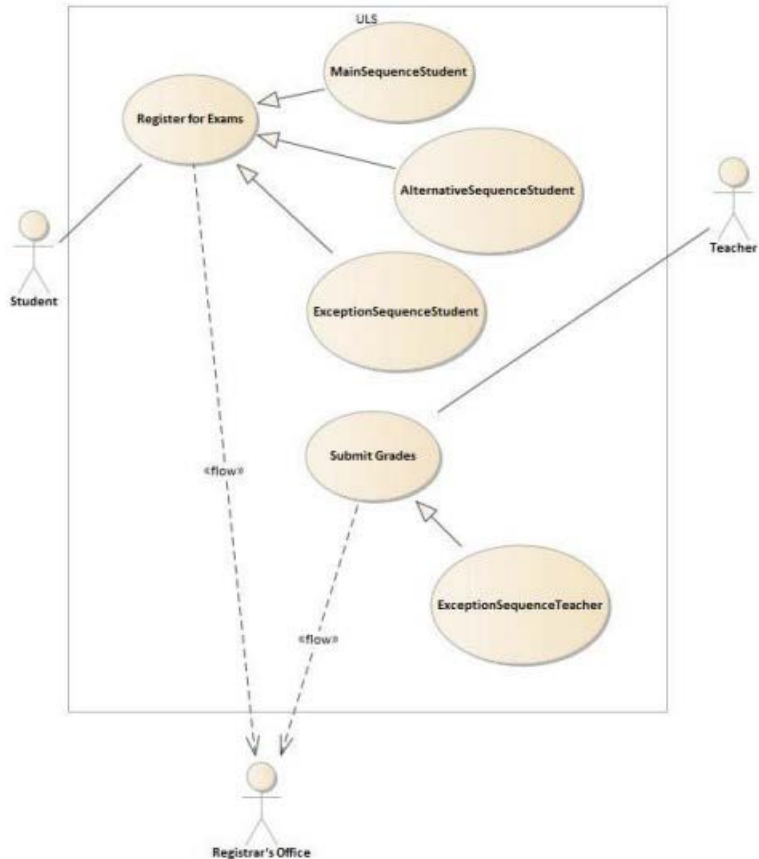 ULS
MainSequenceStudent
Register for Exams
AlternativeSequenceStudent
Teacher
Student
ExceptionSequenceStudent
Submit Grades
«flow»
ExceptionSequenceTeacher
«flow»
Registrar's Office